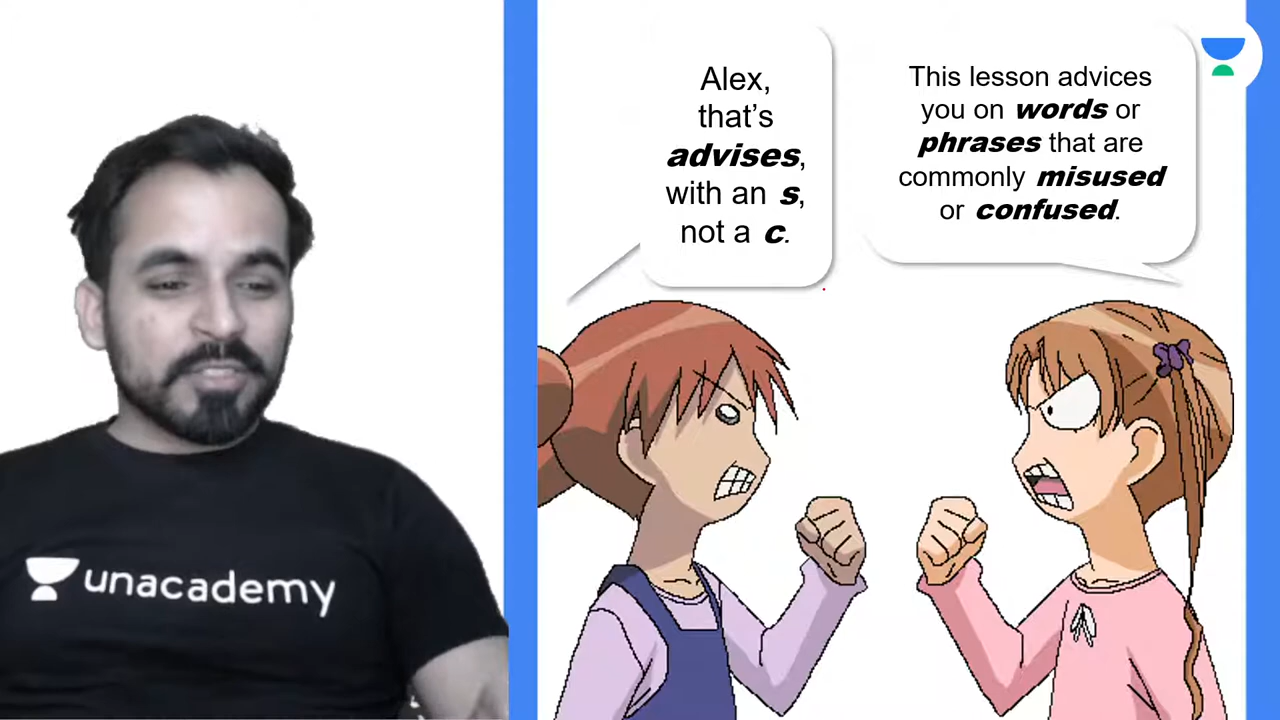 Alex,
that's
advises,
with an s,
not a c.
This lesson advices
you on words or
phrases that are
commonly misused
or confused.
unacademy